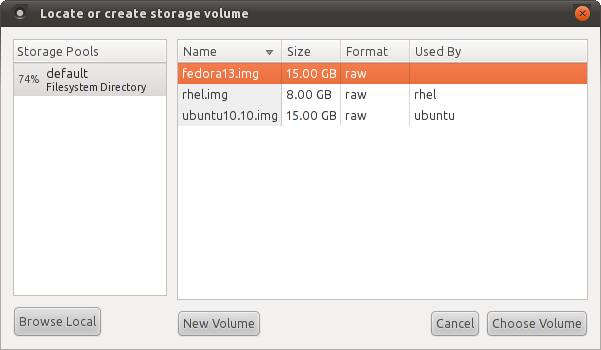 Locate or create storage volume
Storage Pools
74% default
Filesystem Directory
Name Size Format Used By
fedora13.img 15.00 GB raw
rhel.img 8.00 GB raw rhel
ubuntu10.10.img 15.00 GB raw ubuntu
Browse Local
New Volume
Cancel
Choose Volume